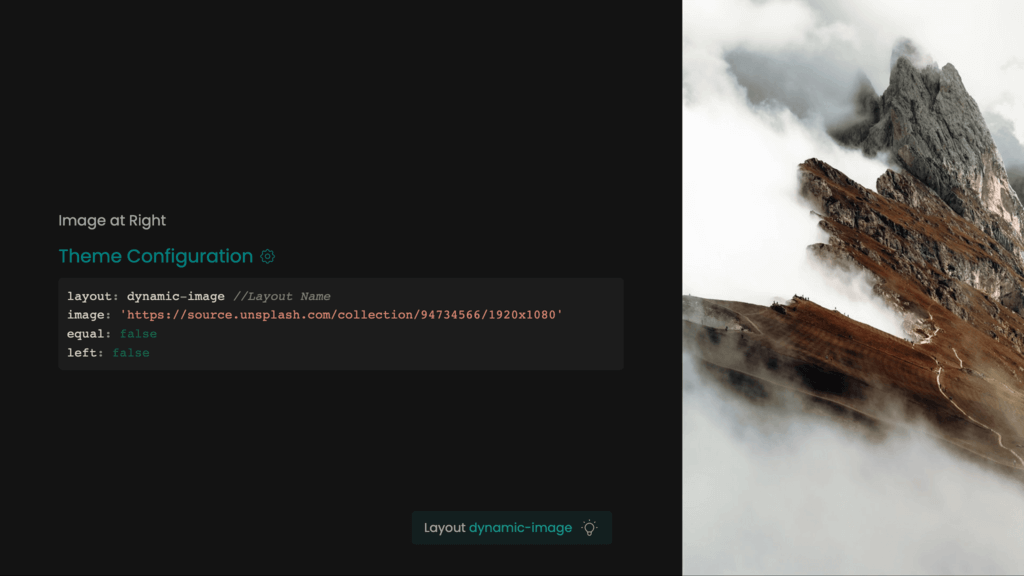 Image at Right
Theme Configuration
layout: dynamic-image //Layout Name
image: 'https://source.unsplash.com/collection/94734566/1920x1080'
equal: false
left: false
Layout dynamic-image